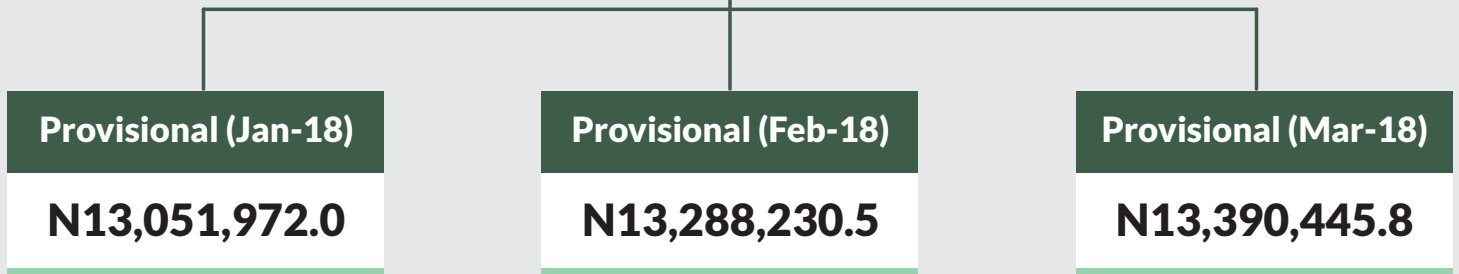 Provisional (Jan-18)
N13,051,972.0
Provisional (Feb-18)
N13,288,230.5
Provisional (Mar-18)
N13,390,445.8